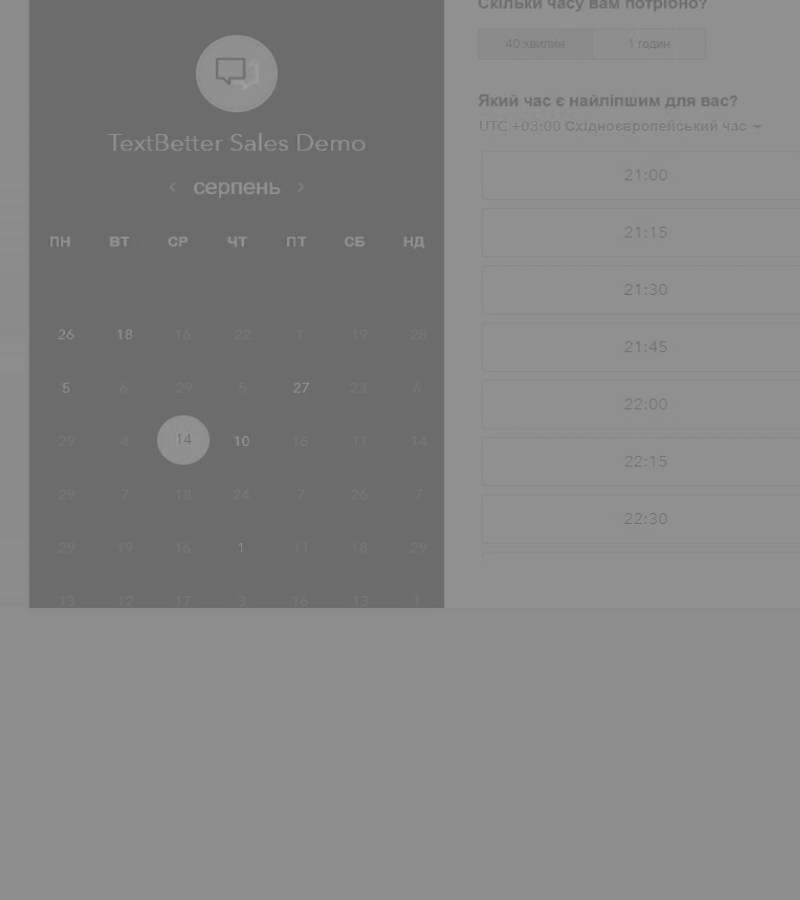 TextBetter Sales Demo
‹ серпень ›
ПН ВТ СР ЧТ ПТ СБ НД
26 18 16 22 1 19 28
5 6 29 5 27 23 6
29 4 14 10 16 11 14
29 7 18 24 7 26 7
29 19 16 1 11 18 29
13 12 17 3 16 13 1
Скільки часу вам потрібно?
40 хвилин 1 годин
Який час є найліпшим для вас?
UTC +03:00 Східноєвропейський час
21:00
21:15
21:30
21:45
22:00
22:15
22:30